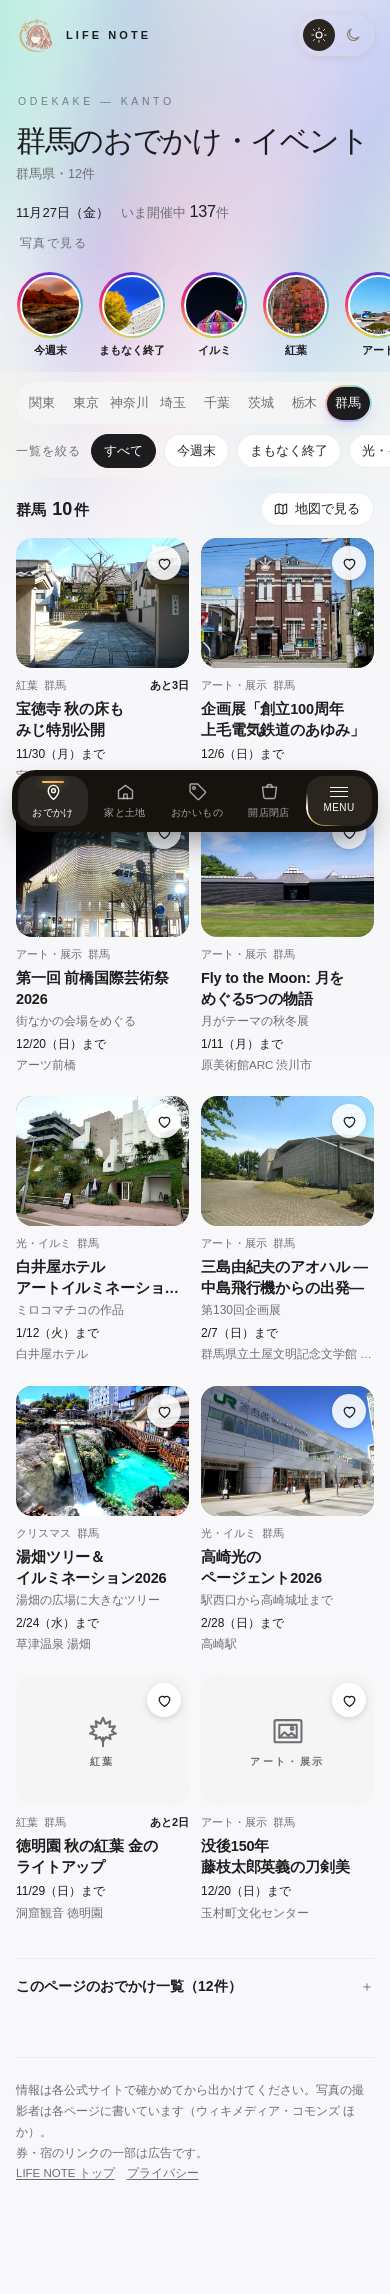 LIFE NOTE
ODEKAKE — KANTO
群馬のおでかけ・イベント
群馬県・12件
11月27日（金） いま開催中 137件
写真で見る
今週末 まもなく終了 イルミ 紅葉 アート
関東 東京 神奈川 埼玉 千葉 茨城 栃木 群馬
一覧を絞る すべて 今週末 まもなく終了 光・
群馬 10件 地図で見る
紅葉 群馬 あと3日
宝徳寺 秋の床も
みじ特別公開
11/30（月）まで
アート・展示 群馬
企画展「創立100周年
上毛電気鉄道のあゆみ」
12/6（日）まで
おでかけ 家と土地 おかいもの 開店閉店 MENU
アート・展示 群馬
第一回 前橋国際芸術祭
2026
街なかの会場をめぐる
12/20（日）まで
アーツ前橋
アート・展示 群馬
Fly to the Moon: 月を
めぐる5つの物語
月がテーマの秋冬展
1/11（月）まで
原美術館ARC 渋川市
光・イルミ 群馬
白井屋ホテル
アートイルミネーショ…
ミロコマチコの作品
1/12（火）まで
白井屋ホテル
アート・展示 群馬
三島由紀夫のアオハル ―
中島飛行機からの出発―
第130回企画展
2/7（日）まで
群馬県立土屋文明記念文学館 …
クリスマス 群馬
湯畑ツリー＆
イルミネーション2026
湯畑の広場に大きなツリー
2/24（水）まで
草津温泉 湯畑
JR
光・イルミ 群馬
高崎光の
ページェント2026
駅西口から高崎城址まで
2/28（日）まで
高崎駅
紅葉
紅葉 群馬 あと2日
徳明園 秋の紅葉 金の
ライトアップ
11/29（日）まで
洞窟観音 徳明園
アート・展示
アート・展示 群馬
没後150年
藤枝太郎英義の刀剣美
12/20（日）まで
玉村町文化センター
このページのおでかけ一覧（12件） +
情報は各公式サイトで確かめてから出かけてください。写真の撮
影者は各ページに書いています（ウィキメディア・コモンズ ほ
か）。
券・宿のリンクの一部は広告です。
LIFE NOTE トップ プライバシー